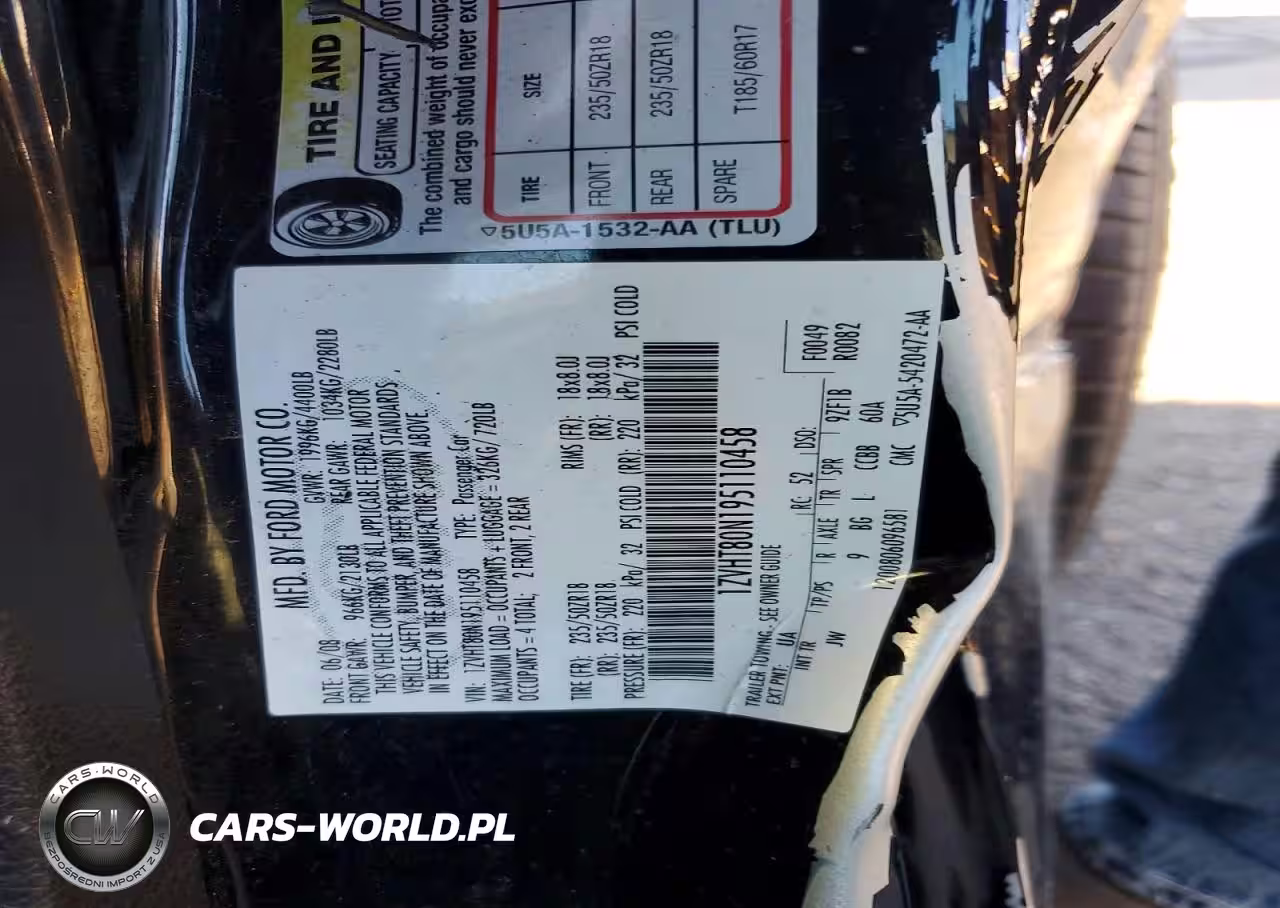 TIRE AND
SEATING CAPACITY
The combined weight of
and cargo should never
TIRE SIZE
FRONT 235/50ZR18
REAR 235/50ZR18
SPARE T185/60R17
5U5A-1532-AA (TLU)
MFD. BY FORD MOTOR CO.
DATE: 06/08 GVWR: 1996KG/4400LB
FRONT GAWR: 966KG/2130LB REAR GAWR: 1034KG/2280LB
THIS VEHICLE CONFORMS TO ALL APPLICABLE FEDERAL MOTOR
VEHICLE SAFETY, BUMPER, AND THEFT PREVENTION STANDARDS
IN EFFECT ON THE DATE OF MANUFACTURE SHOWN ABOVE.
VIN: 1ZVHT80N195110458 TYPE: Passenger Car
MAXIMUM LOAD = OCCUPANTS + LUGGAGE = 326KG/720LB
OCCUPANTS = 4 TOTAL; 2 FRONT, 2 REAR
TIRE (FR): 235/50ZR18 RIMS (FR): 18x8.0J
(RR): 235/50ZR18 (RR): 18x8.0J
PRESSURE (FR): 220 kPa/ 32 PSI COLD (RR): 220 kPa/ 32 PSI COLD
1ZVHT80N195110458
TRAILER TOWING - SEE OWNER GUIDE F0049
EXT PNT: UA RC: 52 DSO: R0082
INT TR TP/PS R AXLE TR SPR 9ZF1B
JW 9 BG L CCBB 60A
1200806096581 CMC 5U5A-5420472-AA
CARS-WORLD
CW
BEZPOŚREDNI IMPORT Z USA
CARS-WORLD.PL